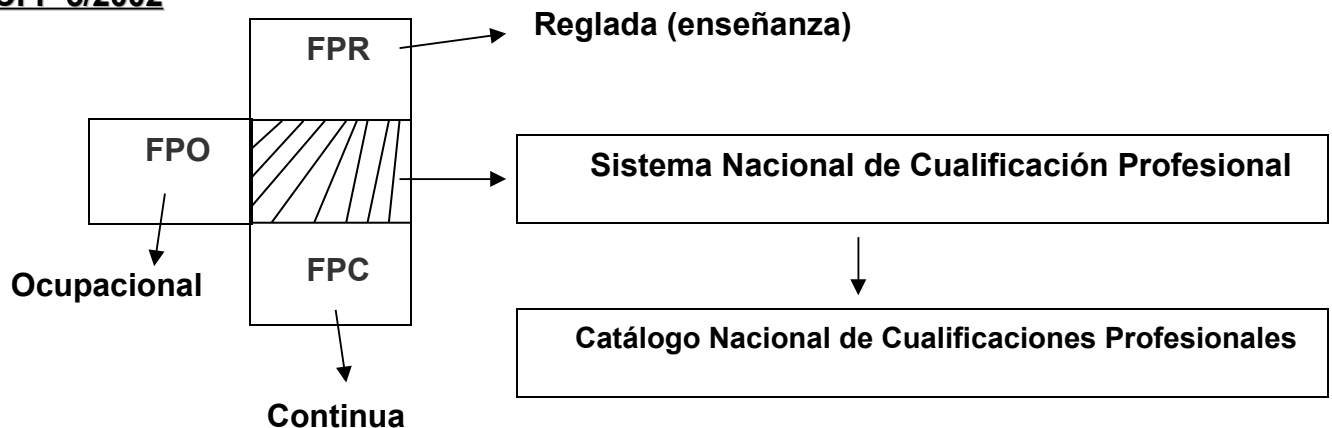 Reglada (enseñanza)
FPR
FPO
Sistema Nacional de Cualificación Profesional
FPC
Ocupacional
Catálogo Nacional de Cualificaciones Profesionales
Continua